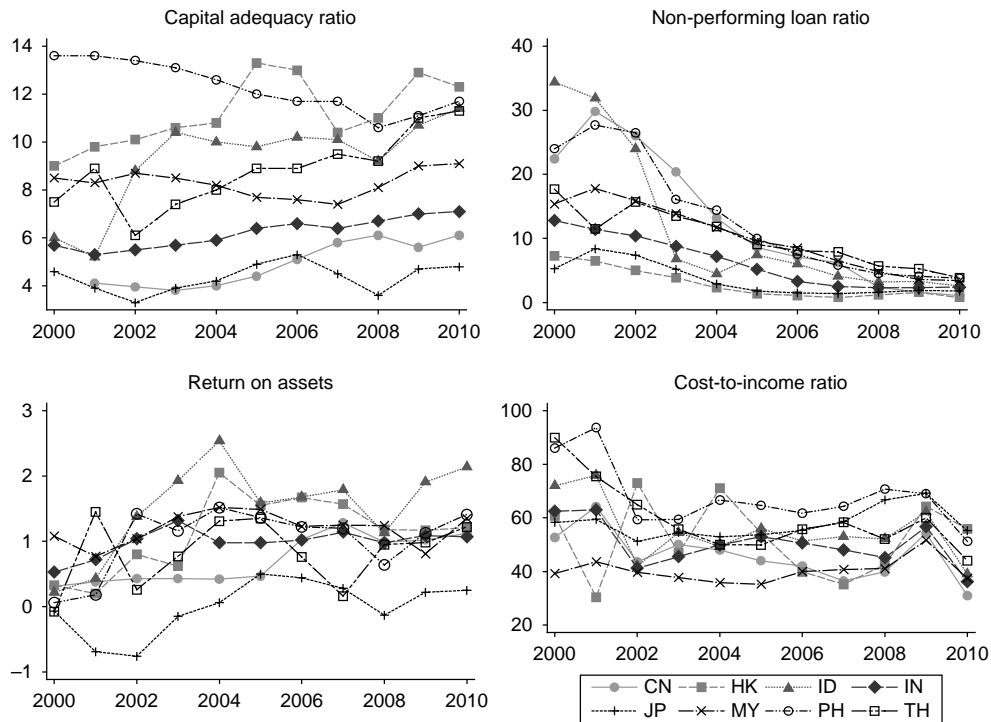 Capital adequacy ratio
14
12
10
8
6
4
2000 2002 2004 2006 2008 2010
Non-performing loan ratio
40
30
20
10
0
2000 2002 2004 2006 2008 2010
Return on assets
3
2
1
0
–1
2000 2002 2004 2006 2008 2010
Cost-to-income ratio
100
80
60
40
20
2000 2002 2004 2006 2008 2010
CN HK ID IN
JP MY PH TH